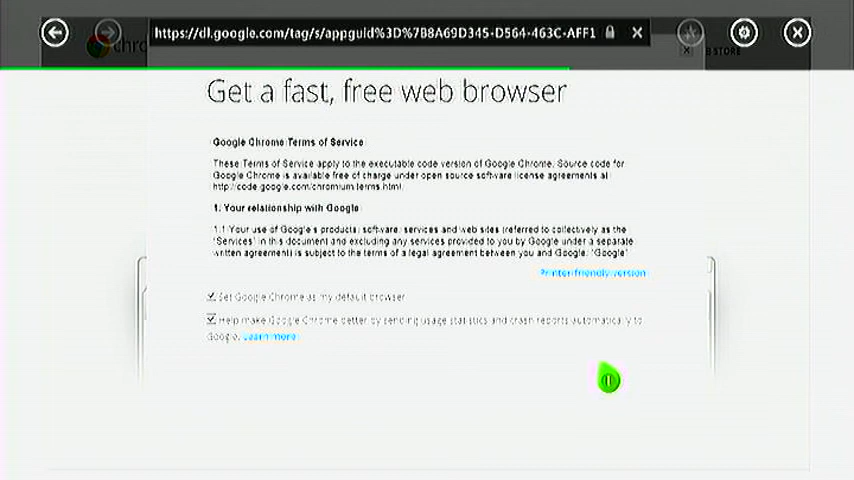 https://dl.google.com/tag/s/appguid%3D%7B8A69D345-D564-463C-AFF1
chro
STORE
Get a fast, free web browser
Google Chrome Terms of Service
These Terms of Service apply to the executable code version of Google Chrome. Source code for
Google Chrome is available free of charge under open source software license agreements at
http://code.google.com/chromium/terms.html.
1. Your relationship with Google
1.1 Your use of Google's products, software, services and web sites (referred to collectively as the
"Services" in this document and excluding any services provided to you by Google under a separate
written agreement) is subject to the terms of a legal agreement between you and Google. "Google"
Printer-friendly version
Set Google Chrome as my default browser
Help make Google Chrome better by sending usage statistics and crash reports automatically to
Google. Learn more